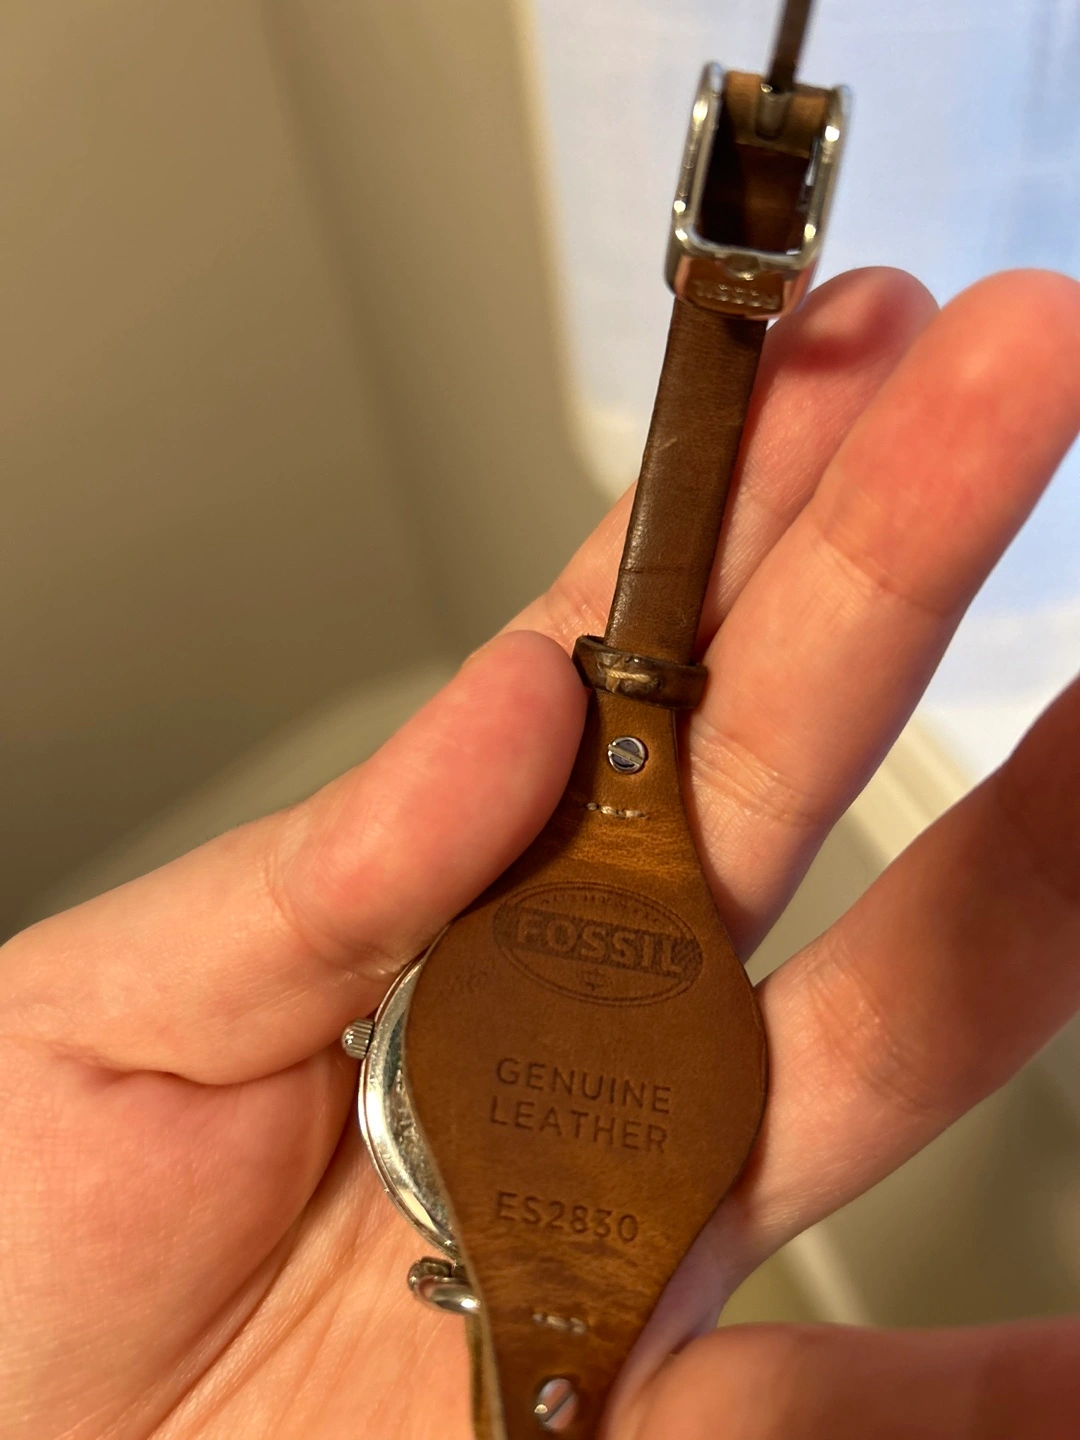 FOSSIL
GENUINE
LEATHER
ES2830